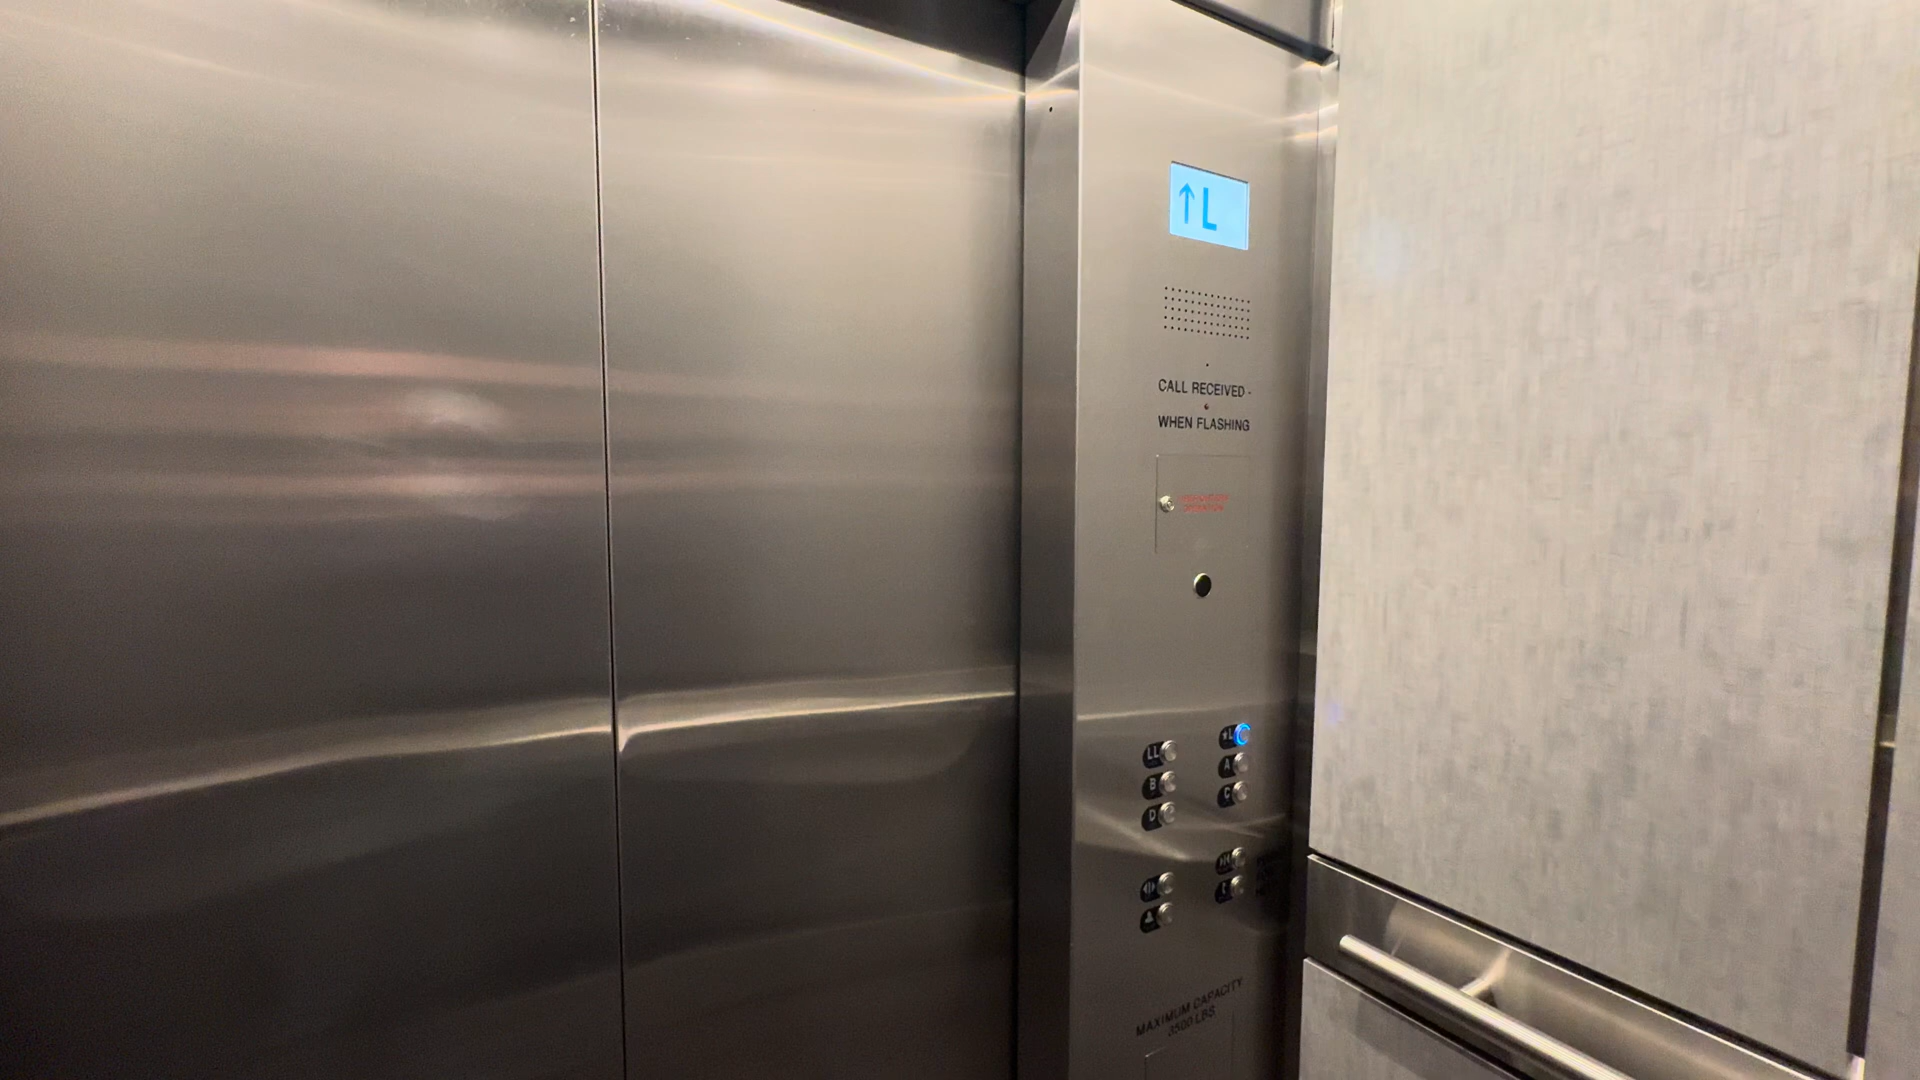 ↑L
CALL RECEIVED -
WHEN FLASHING
LL
★L
B
A
D
C
MAXIMUM CAPACITY
3500 LBS